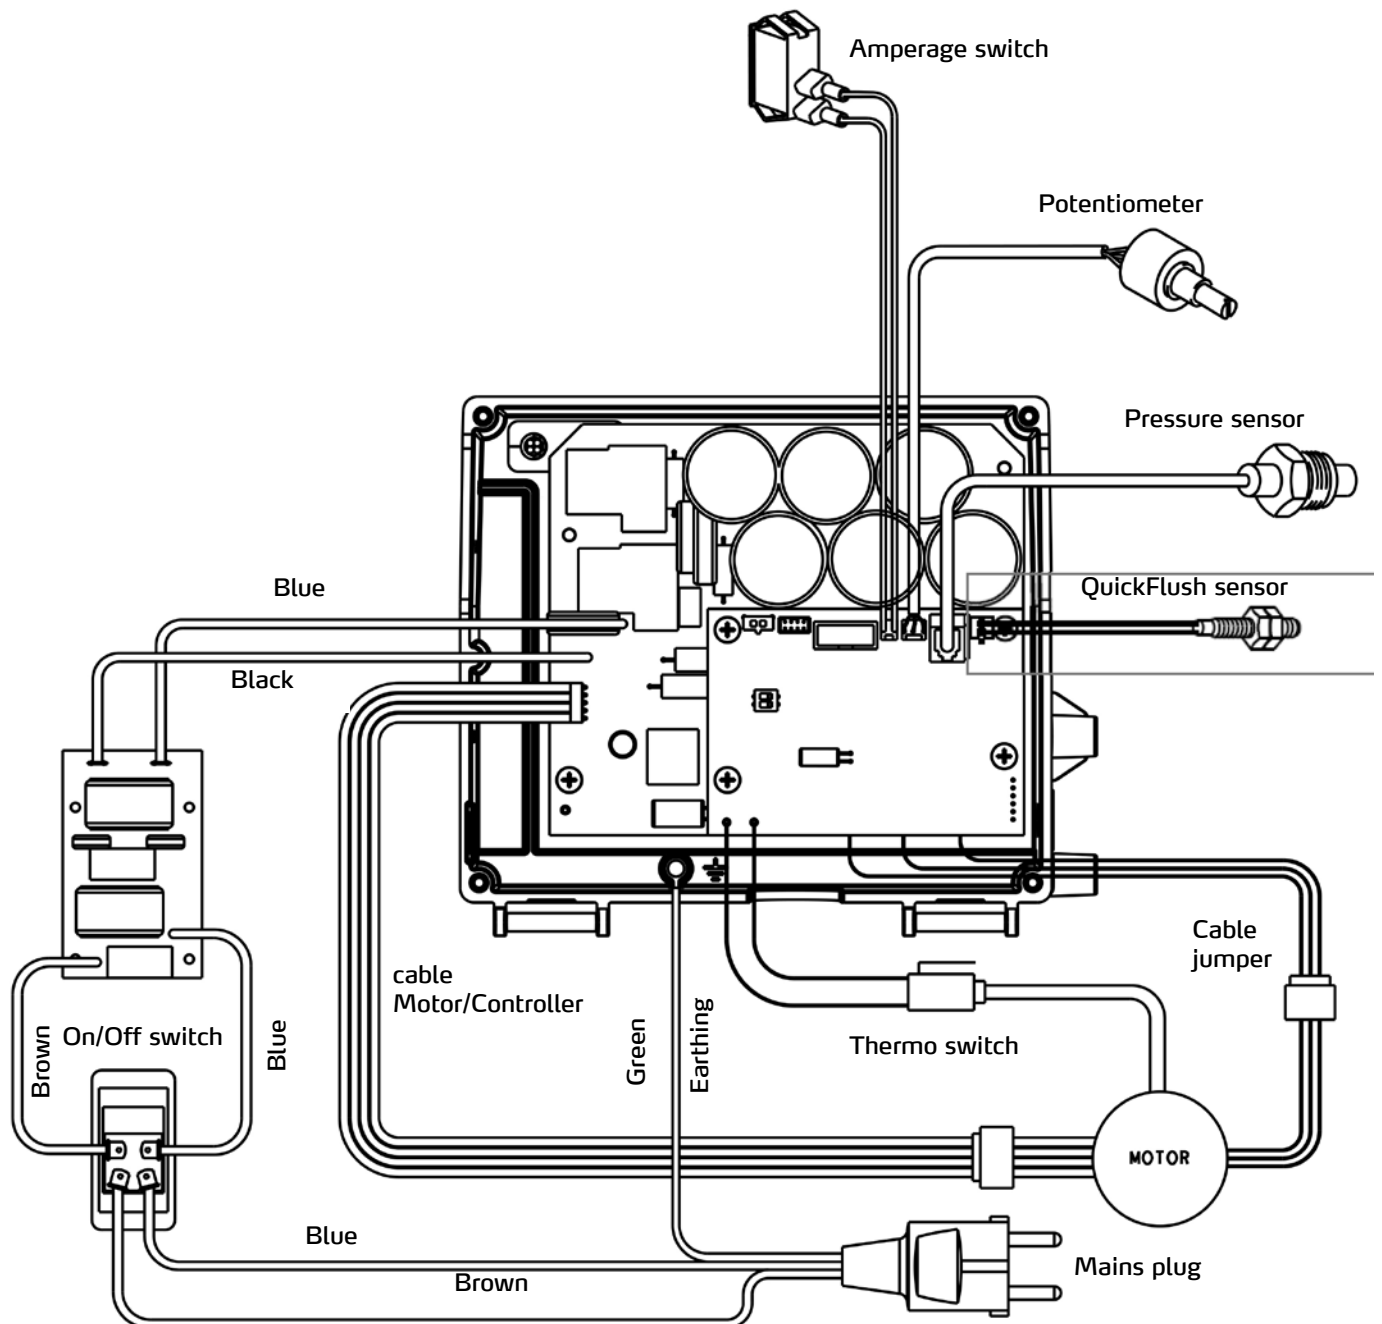 Amperage switch
Potentiometer
Pressure sensor
QuickFlush sensor
Blue
Black
cable
Motor/Controller
Cable
jumper
On/Off switch
Brown
Blue
Green
Earthing
Thermo switch
MOTOR
Blue
Brown
Mains plug